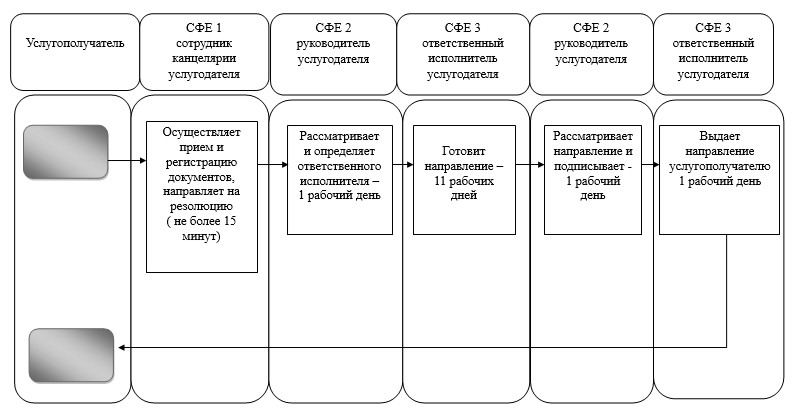 Услугополучатель
СФЕ 1
сотрудник
канцелярии
услугодателя
СФЕ 2
руководитель
услугодателя
СФЕ 3
ответственный
исполнитель
услугодателя
СФЕ 2
руководитель
услугодателя
СФЕ 3
ответственный
исполнитель
услугодателя
Осуществляет
прием и
регистрацию
документов,
направляет на
резолюцию
( не более 15
минут)
Рассматривает
и определяет
ответственного
исполнителя –
1 рабочий день
Готовит
направление –
11 рабочих
дней
Рассматривает
направление и
подписывает -
1 рабочий
день
Выдает
направление
услугополучателю
1 рабочий день